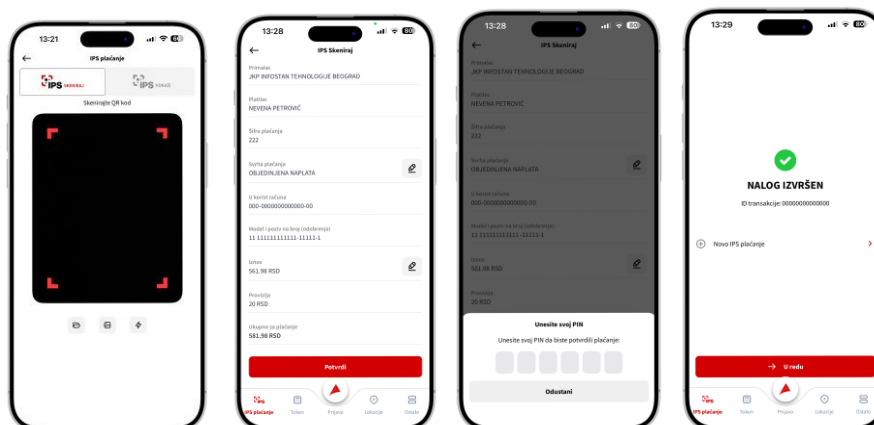 13:21
IPS plaćanje
IPS SKENIRAJ
IPS POKAŽI
Skenirajte QR kod
13:28
IPS Skeniraj
Primalac
JKP INFOSTAN TEHNOLOGIJE BEOGRAD
Platilac
NEVENA PETROVIĆ
Šifra plaćanja
222
Svrha plaćanja
OBJEDINJENA NAPLATA
U korist računa
000-0000000000000-00
Model i poziv na broj (odobrenja)
11 111111111111-11111-1
Iznos
561.98 RSD
Provizija
20 RSD
Ukupno za plaćanje
581.98 RSD
Potvrdi
IPS plaćanje
Token
Prijava
Lokacije
Ostalo
13:28
IPS Skeniraj
Primalac
JKP INFOSTAN TEHNOLOGIJE BEOGRAD
Platilac
NEVENA PETROVIĆ
Šifra plaćanja
222
Svrha plaćanja
OBJEDINJENA NAPLATA
U korist računa
000-0000000000000-00
Model i poziv na broj (odobrenja)
11 111111111111-11111-1
Iznos
561.98 RSD
Provizija
20 RSD
Unesite svoj PIN
Unesite svoj PIN da biste potvrdili plaćanje:
Odustani
13:29
NALOG IZVRŠEN
ID transakcije: 00000000000000
Novo IPS plaćanje
U redu
IPS plaćanje
Token
Prijava
Lokacije
Ostalo